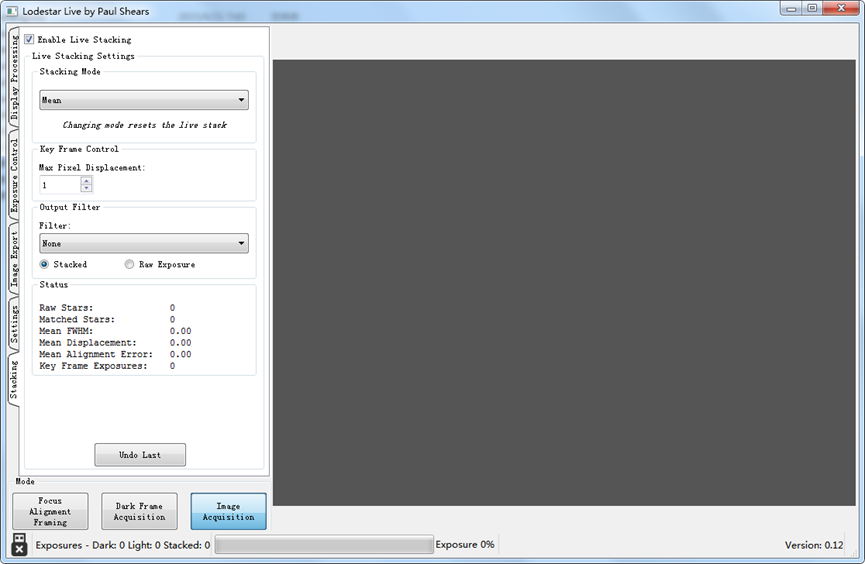 Lodestar Live by Paul Shears
Display Processing
Exposure Control
Image Export
Settings
Stacking
Enable Live Stacking
Live Stacking Settings
Stacking Mode
Mean
Changing mode resets the live stack
Key Frame Control
Max Pixel Displacement:
1
Output Filter
Filter:
None
Stacked Raw Exposure
Status
Raw Stars: 0
Matched Stars: 0
Mean FWHM: 0.00
Mean Displacement: 0.00
Mean Alignment Error: 0.00
Key Frame Exposures: 0
Undo Last
Mode
Focus
Alignment
Framing
Dark Frame
Acquisition
Image
Acquisition
Exposures - Dark: 0 Light: 0 Stacked: 0
Exposure 0%
Version: 0.12